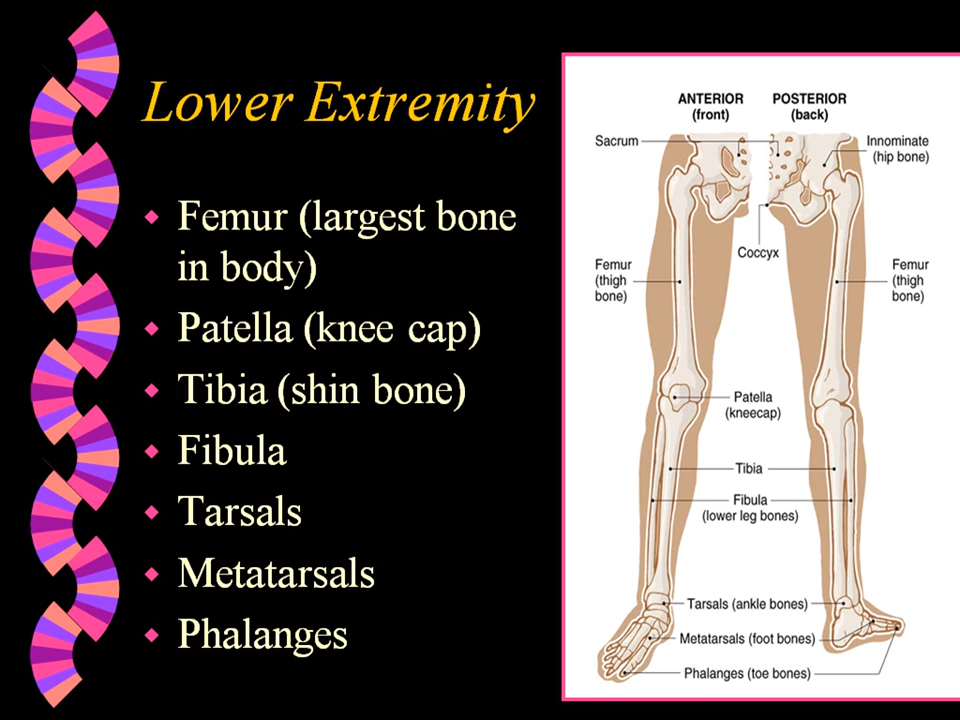 Lower Extremity
Femur (largest bone
in body)
Patella (knee cap)
Tibia (shin bone)
Fibula
Tarsals
Metatarsals
Phalanges
ANTERIOR
(front)
POSTERIOR
(back)
Sacrum
Innominate
(hip bone)
Coccyx
Femur
(thigh
bone)
Femur
(thigh
bone)
Patella
(kneecap)
Tibia
Fibula
(lower leg bones)
Tarsals (ankle bones)
Metatarsals (foot bones)
Phalanges (toe bones)